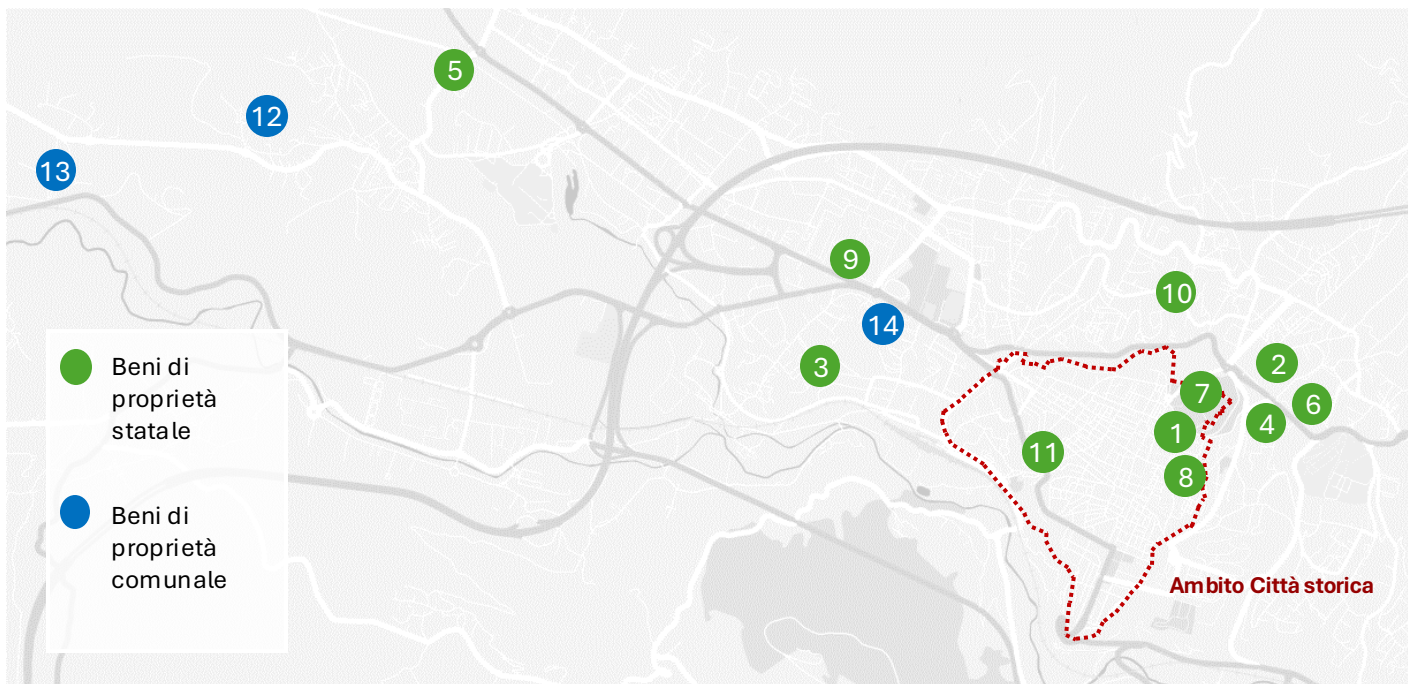 5
12
13
9
10
14
3
2
7
6
4
1
11
8
Beni di
proprietà
statale
Beni di
proprietà
comunale
Ambito Città storica